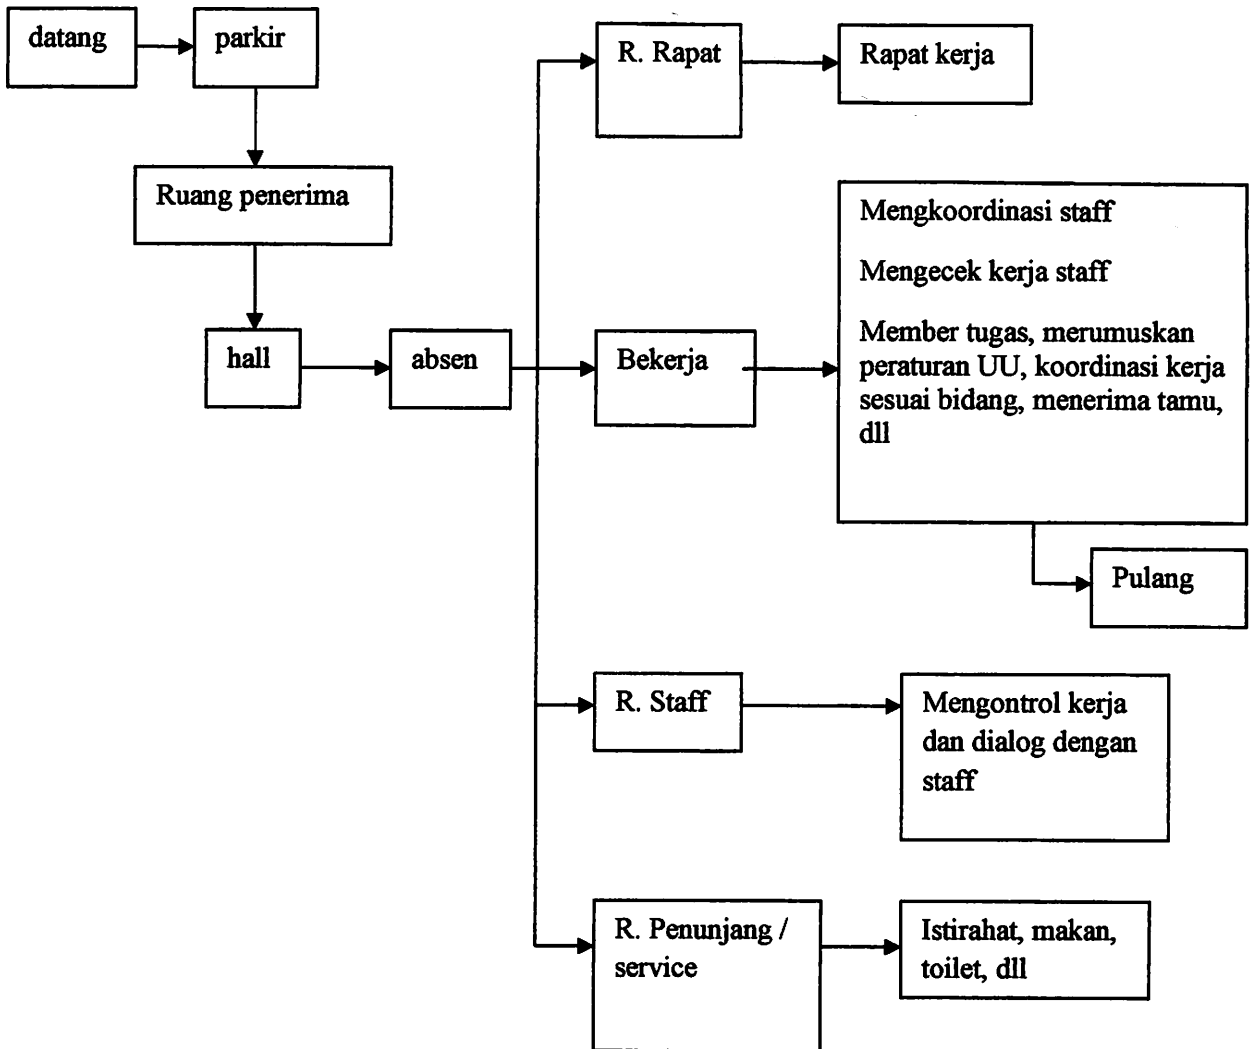 datang
parkir
Ruang penerima
hall
absen
R. Rapat
Rapat kerja
Bekerja
Mengkoordinasi staff
Mengecek kerja staff
Member tugas, merumuskan
peraturan UU, koordinasi kerja
sesuai bidang, menerima tamu,
dll
Pulang
R. Staff
Mengontrol kerja
dan dialog dengan
staff
R. Penunjang /
service
Istirahat, makan,
toilet, dll